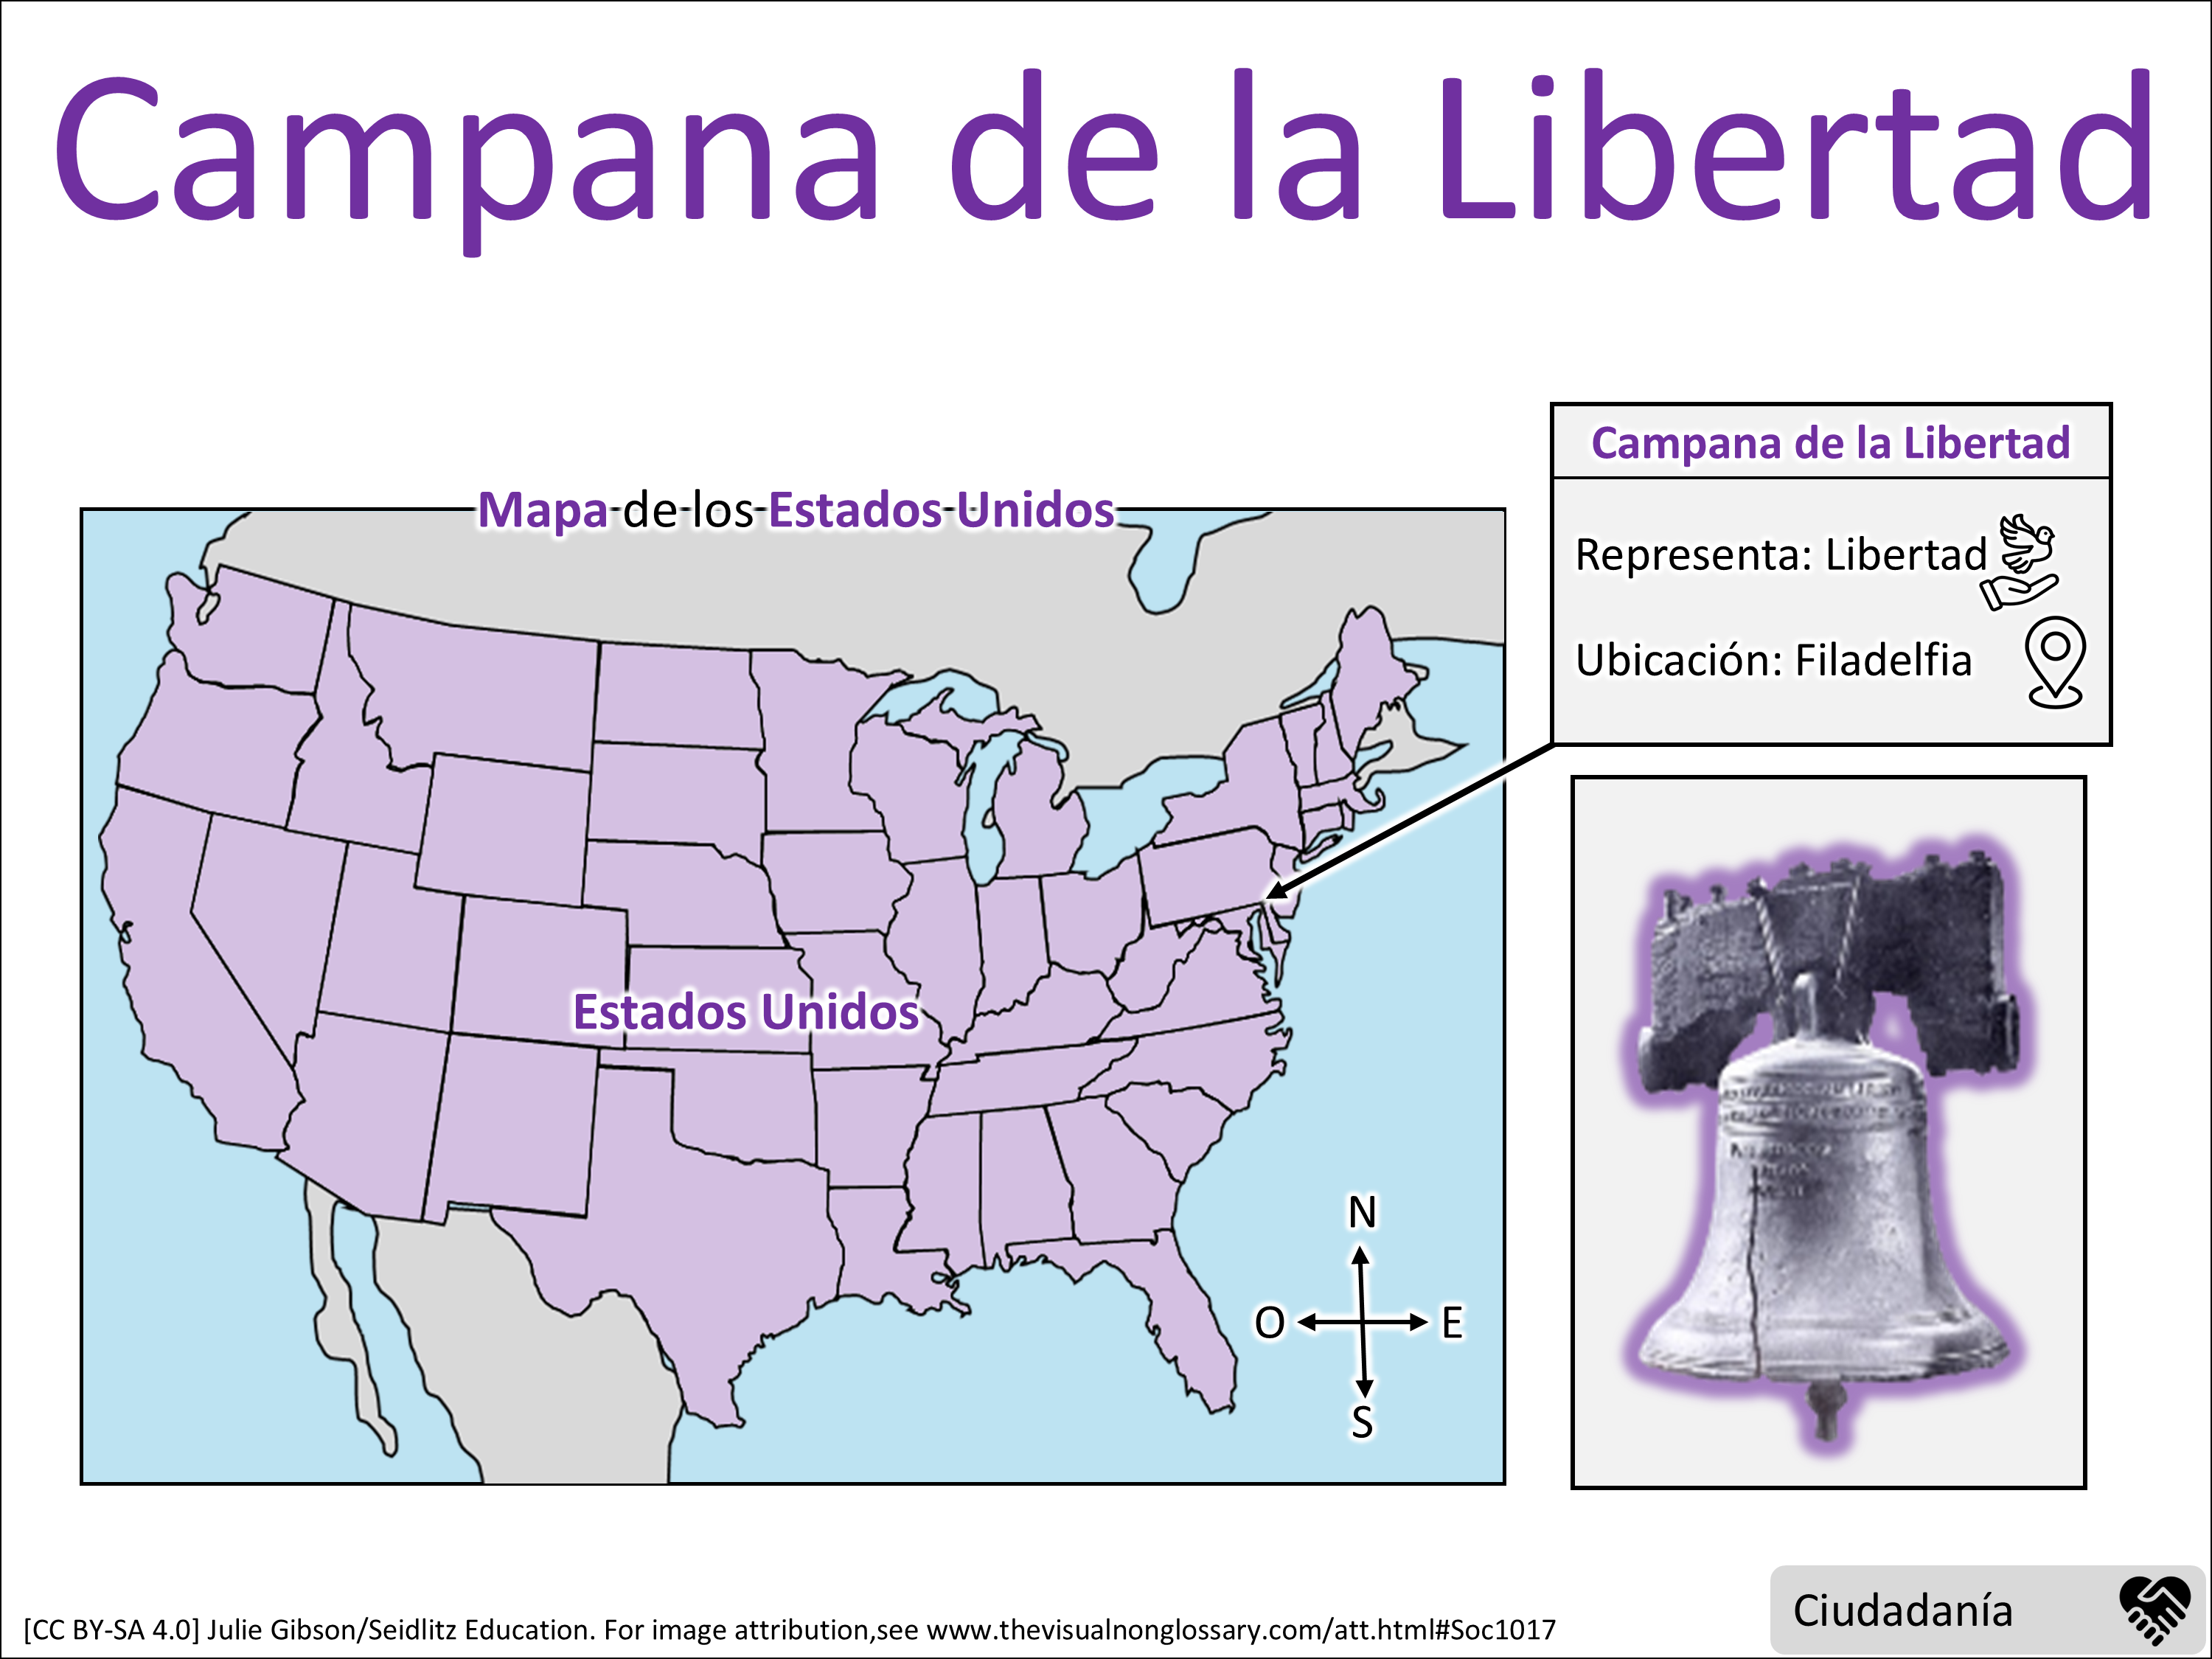 Campana de la Libertad
Mapa de los Estados Unidos
Campana de la Libertad
Representa: Libertad
Ubicación: Filadelfia
Estados Unidos
N
O E
S
Ciudadanía
[CC BY-SA 4.0] Julie Gibson/Seidlitz Education. For image attribution,see www.thevisualnonglossary.com/att.html#Soc1017